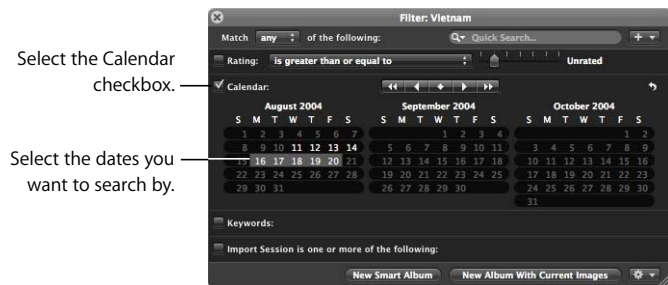 Filter: Vietnam
Match any of the following: Quick Search...
Rating: is greater than or equal to Unrated
Select the Calendar checkbox.
Calendar:
August 2004 September 2004 October 2004
S M T W T F S S M T W T F S S M T W T F S
1 2 3 4 5 6 7 1 2 3 4 1 2
8 9 10 11 12 13 14 5 6 7 8 9 10 11 3 4 5 6 7 8 9
Select the dates you want to search by.
15 16 17 18 19 20 21 12 13 14 15 16 17 18 10 11 12 13 14 15 16
22 23 24 25 26 27 28 19 20 21 22 23 24 25 17 18 19 20 21 22 23
29 30 31 26 27 28 29 30 24 25 26 27 28 29 30
31
Keywords:
Import Session is one or more of the following:
New Smart Album New Album With Current Images